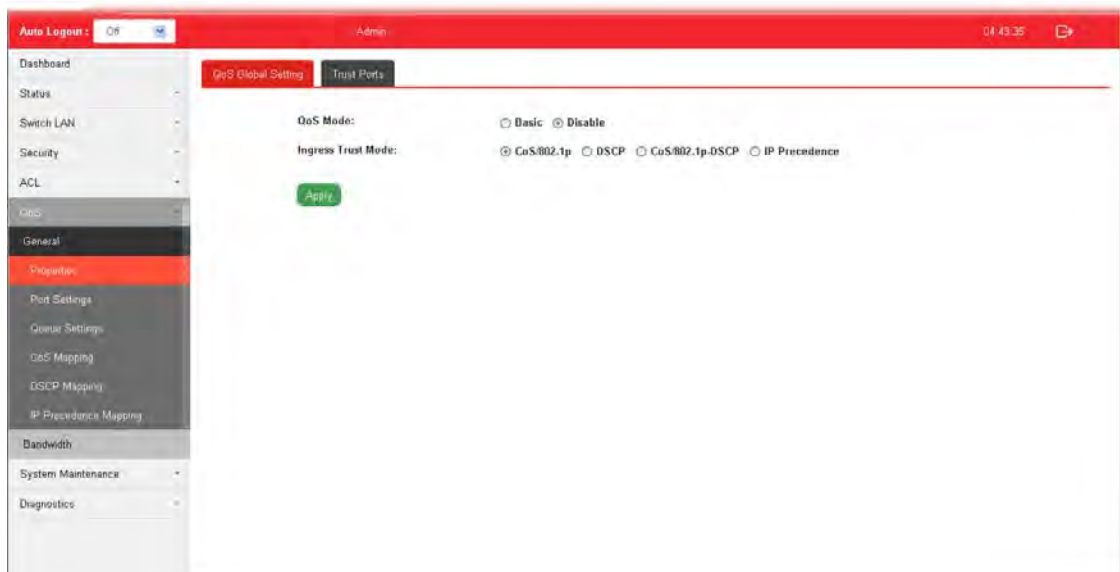 Auto Logout : Off
Admin
04:43:35
Dashboard
Status
Switch LAN
Security
ACL
QoS
General
Properties
Port Settings
Queue Settings
CoS Mapping
DSCP Mapping
IP Precedence Mapping
Bandwidth
System Maintenance
Diagnostics
QoS Global Setting Trust Ports
QoS Mode: Basic Disable
Ingress Trust Mode: CoS/802.1p DSCP CoS/802.1p-DSCP IP Precedence
Apply